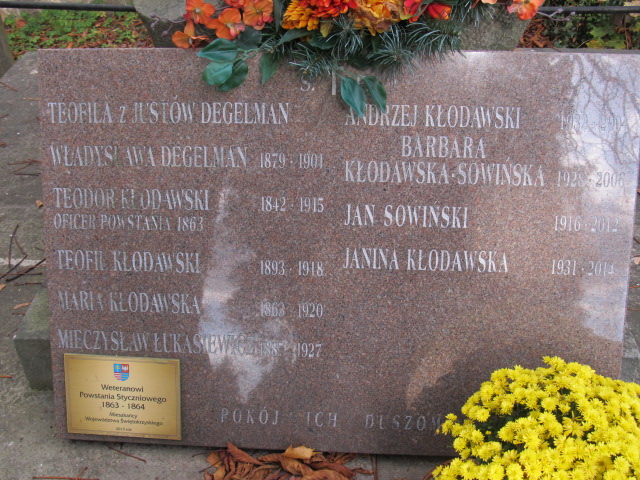 TEOFILA Z JUSTÓW DEGELMAN
WŁADYSŁAWA DEGELMAN 1879 - 1901
TEODOR KŁODAWSKI 1842 - 1915
OFICER POWSTANIA 1863
TEOFIL KŁODAWSKI 1893 - 1918
MARIA KŁODAWSKA 1863 - 1920
MIECZYSŁAW ŁUKASIEWICZ 1927
ANDRZEJ KŁODAWSKI
BARBARA
KŁODAWSKA-SOWIŃSKA 1928 - 2006
JAN SOWIŃSKI 1916 - 2012
JANINA KŁODAWSKA 1931 - 2014
POKÓJ ICH DUSZOM
Weteranowi
Powstania Styczniowego
1863 - 1864
Mieszkańcy
Województwa Świętokrzyskiego